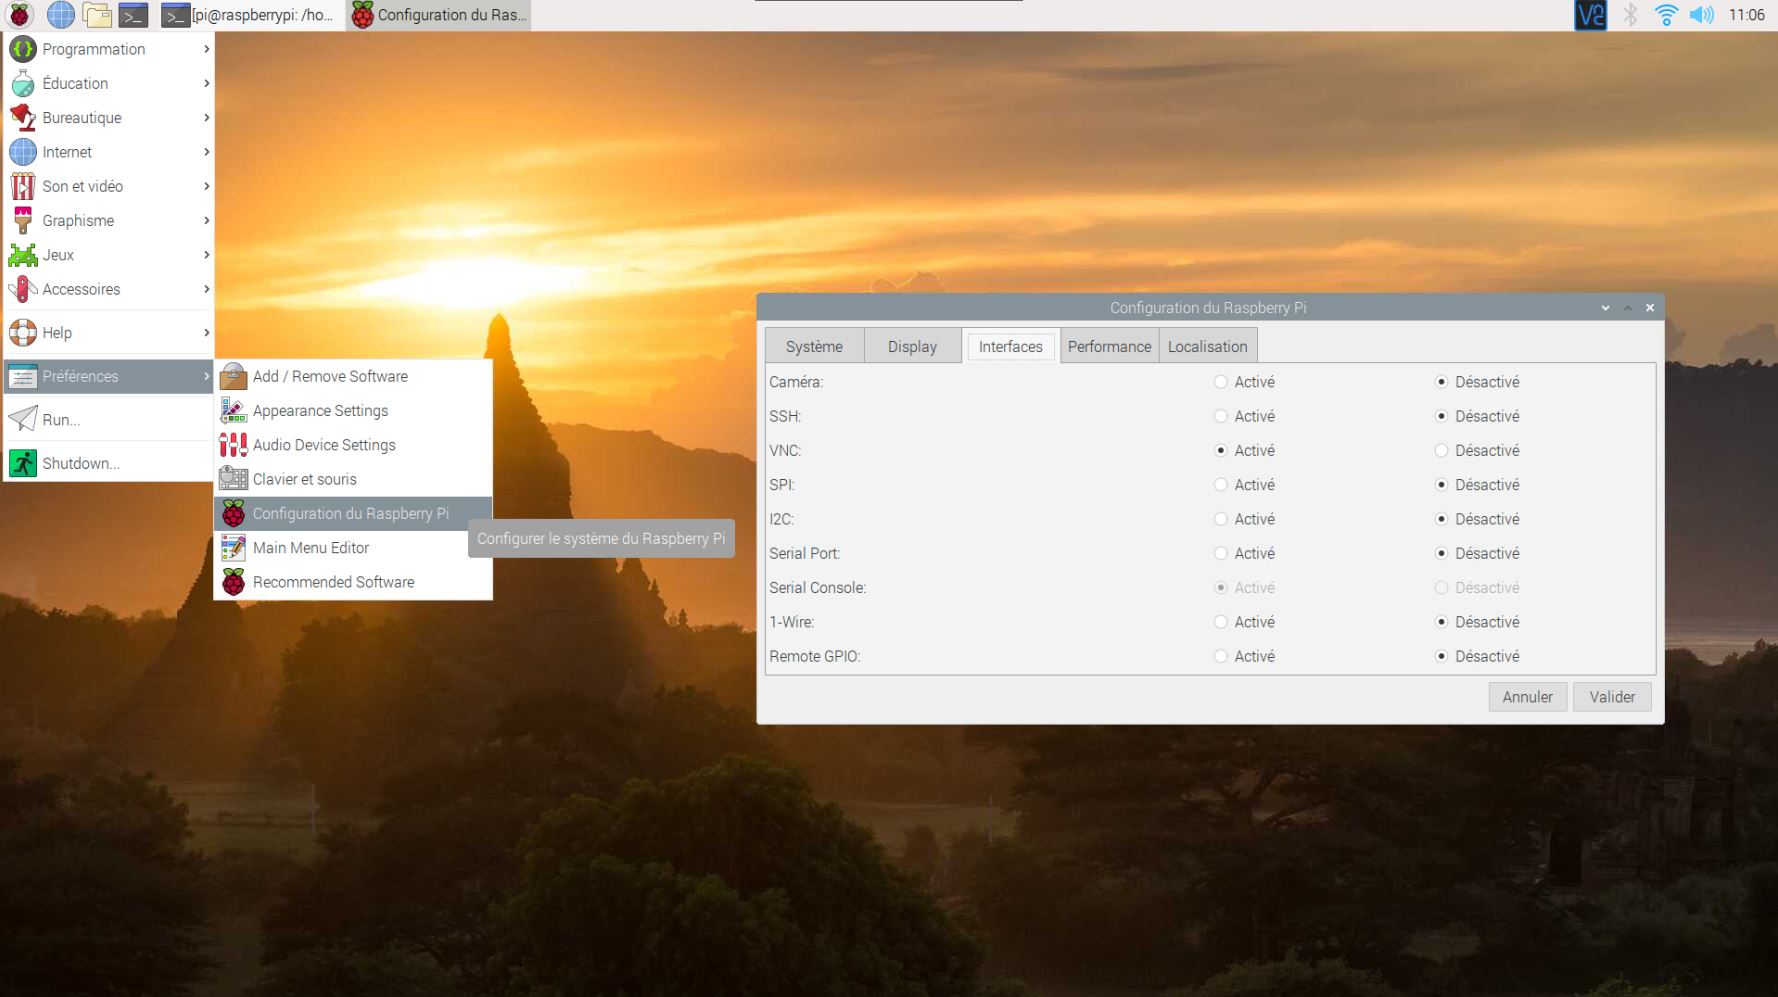 [pi@raspberrypi: /ho...
Configuration du Ras...
11:06
Programmation
Éducation
Bureautique
Internet
Son et vidéo
Graphisme
Jeux
Accessoires
Help
Préférences
Run...
Shutdown...
Add / Remove Software
Appearance Settings
Audio Device Settings
Clavier et souris
Configuration du Raspberry Pi
Main Menu Editor
Recommended Software
Configurer le système du Raspberry Pi
Configuration du Raspberry Pi
Système Display Interfaces Performance Localisation
Caméra: Activé Désactivé
SSH: Activé Désactivé
VNC: Activé Désactivé
SPI: Activé Désactivé
I2C: Activé Désactivé
Serial Port: Activé Désactivé
Serial Console: Activé Désactivé
1-Wire: Activé Désactivé
Remote GPIO: Activé Désactivé
Annuler Valider